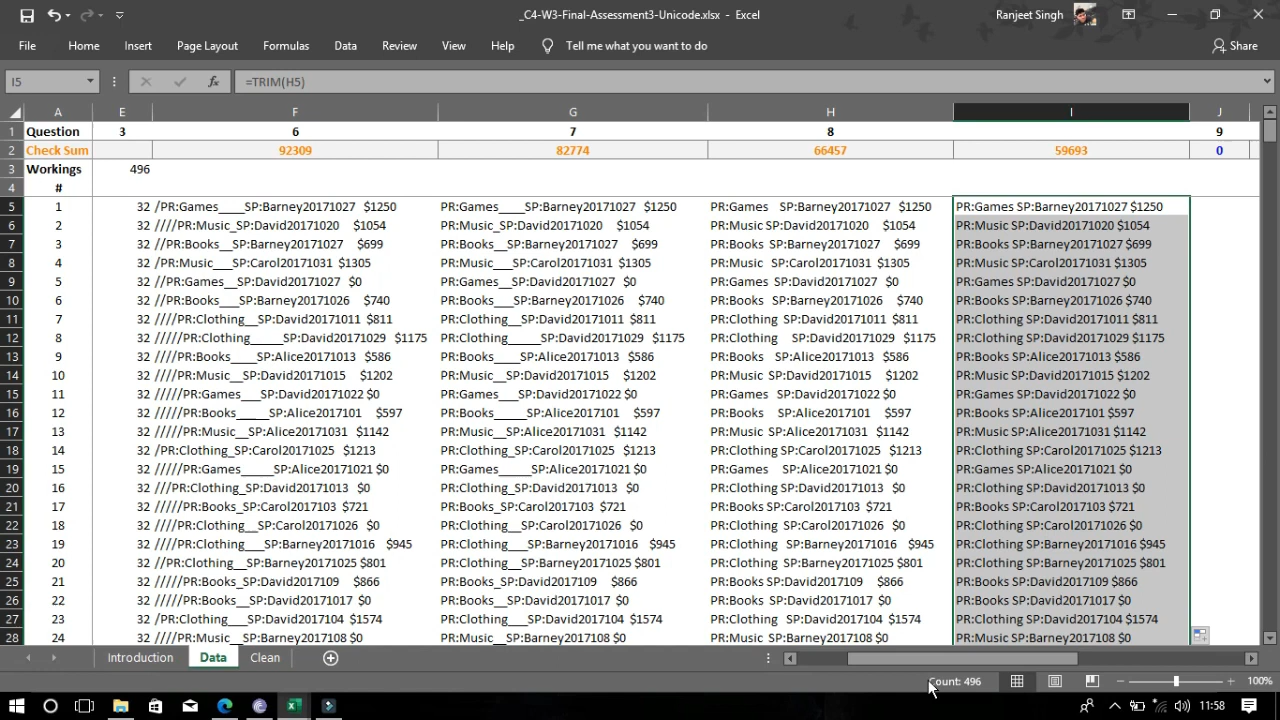 _C4-W3-Final-Assessment3-Unicode.xlsx - Excel
Ranjeet Singh
File Home Insert Page Layout Formulas Data Review View Help Tell me what you want to do Share
I5 fx =TRIM(H5)
A E F G H I J
1 Question 3 6 7 8 9
2 Check Sum 92309 82774 66457 59693 0
3 Workings 496
4 #
5 1 32 /PR:Games____SP:Barney20171027 $1250 PR:Games____SP:Barney20171027 $1250 PR:Games SP:Barney20171027 $1250 PR:Games SP:Barney20171027 $1250
6 2 32 ////PR:Music_SP:David20171020 $1054 PR:Music_SP:David20171020 $1054 PR:Music SP:David20171020 $1054 PR:Music SP:David20171020 $1054
7 3 32 //PR:Books__SP:Barney20171027 $699 PR:Books__SP:Barney20171027 $699 PR:Books SP:Barney20171027 $699 PR:Books SP:Barney20171027 $699
8 4 32 /PR:Music___SP:Carol20171031 $1305 PR:Music___SP:Carol20171031 $1305 PR:Music SP:Carol20171031 $1305 PR:Music SP:Carol20171031 $1305
9 5 32 //PR:Games__SP:David20171027 $0 PR:Games__SP:David20171027 $0 PR:Games SP:David20171027 $0 PR:Games SP:David20171027 $0
10 6 32 //PR:Books__SP:Barney20171026 $740 PR:Books__SP:Barney20171026 $740 PR:Books SP:Barney20171026 $740 PR:Books SP:Barney20171026 $740
11 7 32 //PR:Clothing__SP:David20171011 $811 PR:Clothing__SP:David20171011 $811 PR:Clothing SP:David20171011 $811 PR:Clothing SP:David20171011 $811
12 8 32 /////PR:Clothing_____SP:David20171029 $1175 PR:Clothing_____SP:David20171029 $1175 PR:Clothing SP:David20171029 $1175 PR:Clothing SP:David20171029 $1175
13 9 32 ////PR:Books____SP:Alice20171013 $586 PR:Books____SP:Alice20171013 $586 PR:Books SP:Alice20171013 $586 PR:Books SP:Alice20171013 $586
14 10 32 ////PR:Music__SP:David20171015 $1202 PR:Music__SP:David20171015 $1202 PR:Music SP:David20171015 $1202 PR:Music SP:David20171015 $1202
15 11 32 /////PR:Games___SP:David20171022 $0 PR:Games___SP:David20171022 $0 PR:Games SP:David20171022 $0 PR:Games SP:David20171022 $0
16 12 32 /////PR:Books_____SP:Alice2017101 $597 PR:Books_____SP:Alice2017101 $597 PR:Books SP:Alice2017101 $597 PR:Books SP:Alice2017101 $597
17 13 32 /////PR:Music__SP:Alice20171031 $1142 PR:Music__SP:Alice20171031 $1142 PR:Music SP:Alice20171031 $1142 PR:Music SP:Alice20171031 $1142
18 14 32 /PR:Clothing_SP:Carol20171025 $1213 PR:Clothing_SP:Carol20171025 $1213 PR:Clothing SP:Carol20171025 $1213 PR:Clothing SP:Carol20171025 $1213
19 15 32 /////PR:Games_____SP:Alice20171021 $0 PR:Games_____SP:Alice20171021 $0 PR:Games SP:Alice20171021 $0 PR:Games SP:Alice20171021 $0
20 16 32 ///PR:Clothing_SP:David20171013 $0 PR:Clothing_SP:David20171013 $0 PR:Clothing SP:David20171013 $0 PR:Clothing SP:David20171013 $0
21 17 32 /////PR:Books_SP:Carol2017103 $721 PR:Books_SP:Carol2017103 $721 PR:Books SP:Carol2017103 $721 PR:Books SP:Carol2017103 $721
22 18 32 ////PR:Clothing__SP:Carol20171026 $0 PR:Clothing__SP:Carol20171026 $0 PR:Clothing SP:Carol20171026 $0 PR:Clothing SP:Carol20171026 $0
23 19 32 ////PR:Clothing___SP:Barney20171016 $945 PR:Clothing___SP:Barney20171016 $945 PR:Clothing SP:Barney20171016 $945 PR:Clothing SP:Barney20171016 $945
24 20 32 //PR:Clothing__SP:Barney20171025 $801 PR:Clothing__SP:Barney20171025 $801 PR:Clothing SP:Barney20171025 $801 PR:Clothing SP:Barney20171025 $801
25 21 32 /////PR:Books_SP:David2017109 $866 PR:Books_SP:David2017109 $866 PR:Books SP:David2017109 $866 PR:Books SP:David2017109 $866
26 22 32 /////PR:Books__SP:David20171017 $0 PR:Books__SP:David20171017 $0 PR:Books SP:David20171017 $0 PR:Books SP:David20171017 $0
27 23 32 /PR:Clothing___SP:David2017104 $1574 PR:Clothing___SP:David2017104 $1574 PR:Clothing SP:David2017104 $1574 PR:Clothing SP:David2017104 $1574
28 24 32 ////PR:Music__SP:Barney2017108 $0 PR:Music__SP:Barney2017108 $0 PR:Music SP:Barney2017108 $0 PR:Music SP:Barney2017108 $0
Introduction Data Clean
Count: 496 100%
11:58